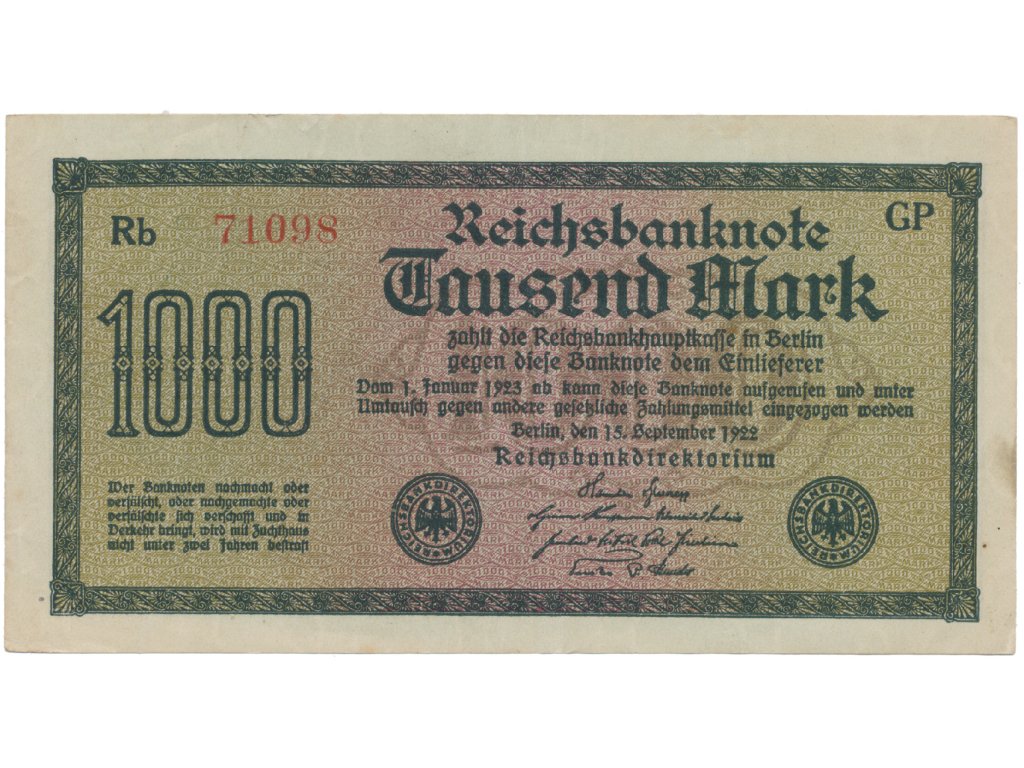 Rb 71098
GP
Reichsbanknote
Tausend Mark
1000
zahlt die Reichsbankhauptkasse in Berlin
gegen diese Banknote dem Einlieferer
Vom 1. Januar 1923 ab kann diese Banknote aufgerufen und unter
Umtausch gegen andere gesetzliche Zahlungsmittel eingezogen werden
Berlin, den 15. September 1922
Reichsbankdirektorium
Wer Banknoten nachmacht oder
verfälscht, oder nachgemachte oder
verfälschte sich verschafft und in
Verkehr bringt, wird mit Zuchthaus
nicht unter zwei Jahren bestraft
REICHSBANKDIREKTORIUM
REICHSBANKDIREKTORIUM